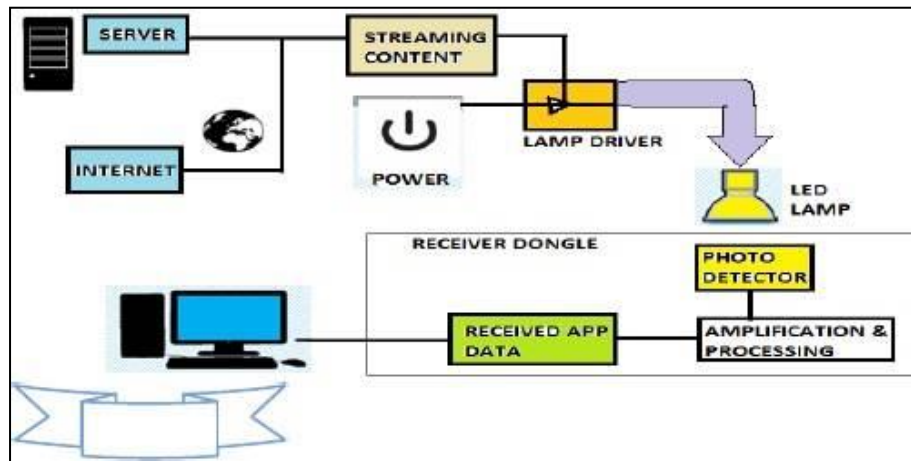 SERVER
STREAMING
CONTENT
LAMP DRIVER
POWER
INTERNET
LED
LAMP
RECEIVER DONGLE
PHOTO
DETECTOR
RECEIVED APP
DATA
AMPLIFICATION &
PROCESSING